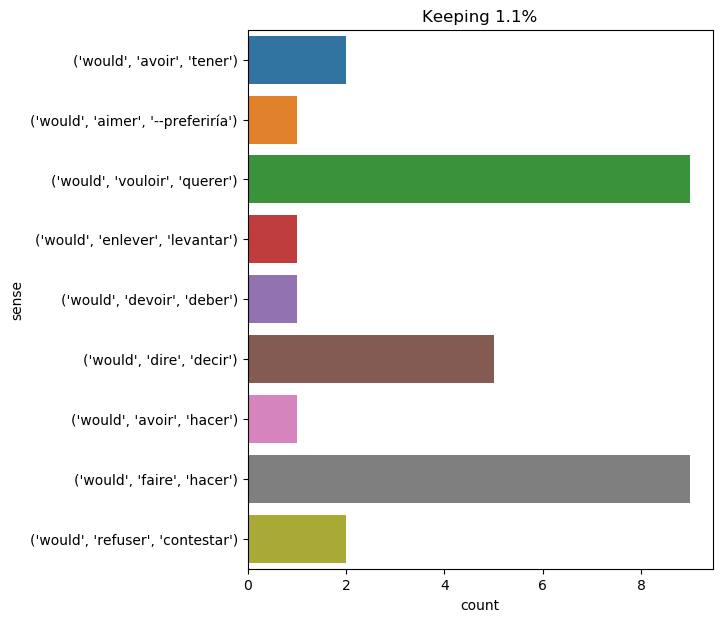 Keeping 1.1%
('would', 'avoir', 'tener')
('would', 'aimer', '--preferiría')
('would', 'vouloir', 'querer')
('would', 'enlever', 'levantar')
('would', 'devoir', 'deber')
('would', 'dire', 'decir')
('would', 'avoir', 'hacer')
('would', 'faire', 'hacer')
('would', 'refuser', 'contestar')
sense
0 2 4 6 8
count